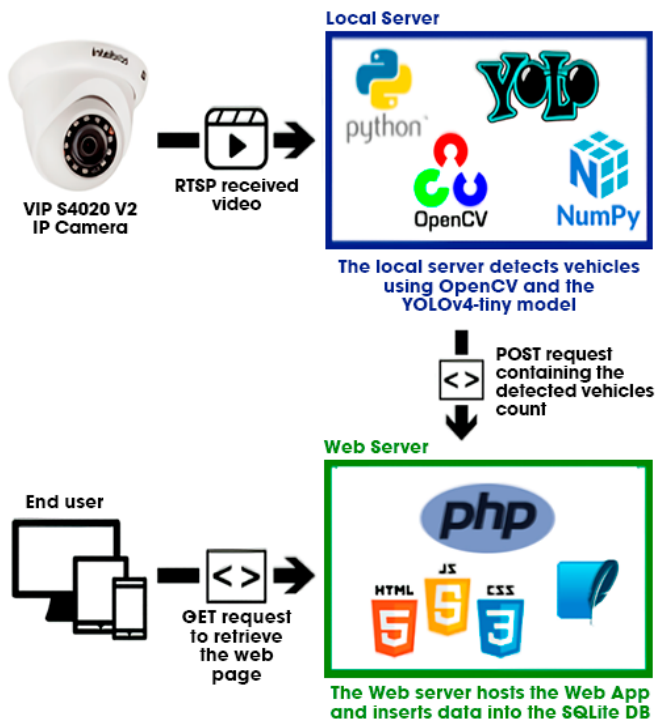 Local Server
intelbras
python
YOLO
OpenCV
NumPy
RTSP received
video
VIP S4020 V2
IP Camera
The local server detects vehicles
using OpenCV and the
YOLOv4-tiny model
POST request
containing the
detected vehicles
count
< >
Web Server
php
HTML
5
JS
5
CSS
3
End user
< >
GET request
to retrieve
the web
page
The Web server hosts the Web App
and inserts data into the SQLite DB